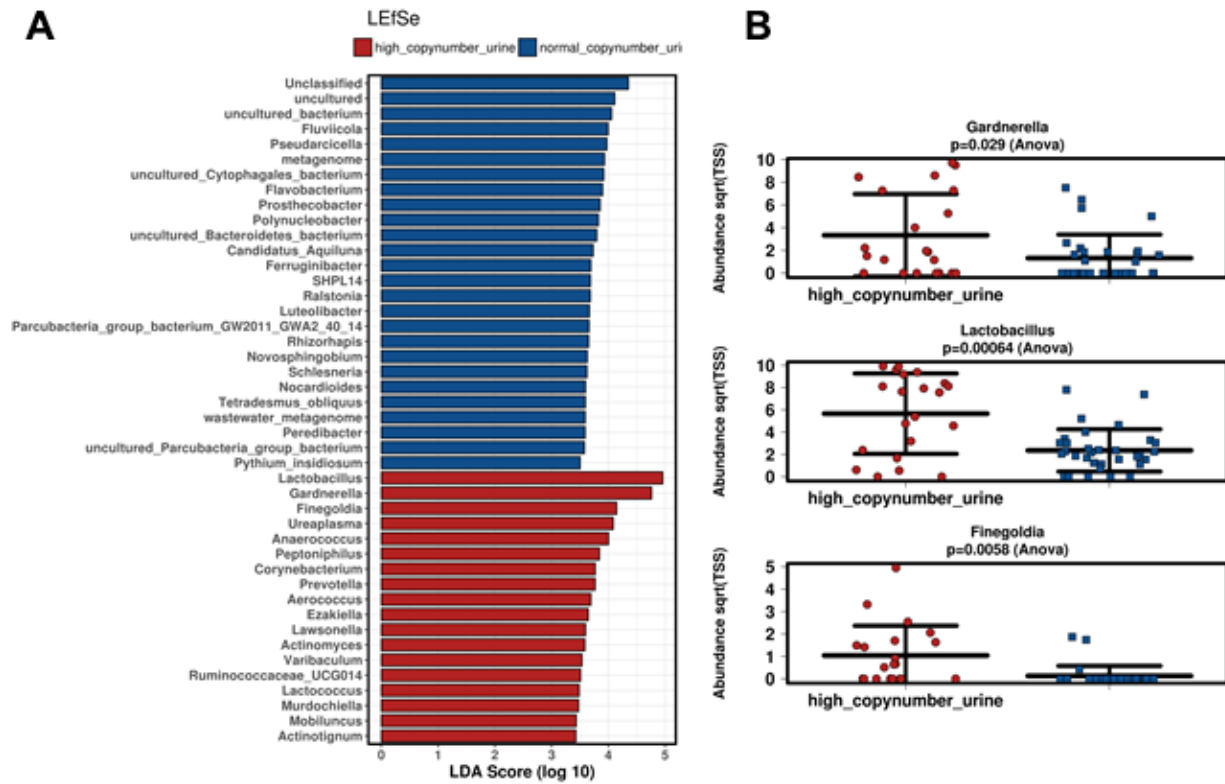 A
LEfSe
high_copynumber_urine normal_copynumber_uri
Unclassified
uncultured
uncultured_bacterium
Fluviicola
Pseudarcicella
metagenome
uncultured_Cytophagales_bacterium
Flavobacterium
Prosthecobacter
Polynucleobacter
uncultured_Bacteroidetes_bacterium
Candidatus_Aquiluna
Ferruginibacter
SHPL14
Ralstonia
Luteolibacter
Parcubacteria_group_bacterium_GW2011_GWA2_40_14
Rhizorhapis
Novosphingobium
Schlesneria
Nocardioides
Tetradesmus_obliquus
wastewater_metagenome
Peredibacter
uncultured_Parcubacteria_group_bacterium
Pythium_insidiosum
Lactobacillus
Gardnerella
Finegoldia
Ureaplasma
Anaerococcus
Peptoniphilus
Corynebacterium
Prevotella
Aerococcus
Ezakiella
Lawsonella
Actinomyces
Varibaculum
Ruminococcaceae_UCG014
Lactococcus
Murdochiella
Mobiluncus
Actinotignum
0 1 2 3 4 5
LDA Score (log 10)
B
Gardnerella
p=0.029 (Anova)
Abundance sqrt(TSS)
10
8
6
4
2
0
high_copynumber_urine
Lactobacillus
p=0.00064 (Anova)
Abundance sqrt(TSS)
10
8
6
4
2
0
high_copynumber_urine
Finegoldia
p=0.0058 (Anova)
Abundance sqrt(TSS)
5
4
3
2
1
0
high_copynumber_urine